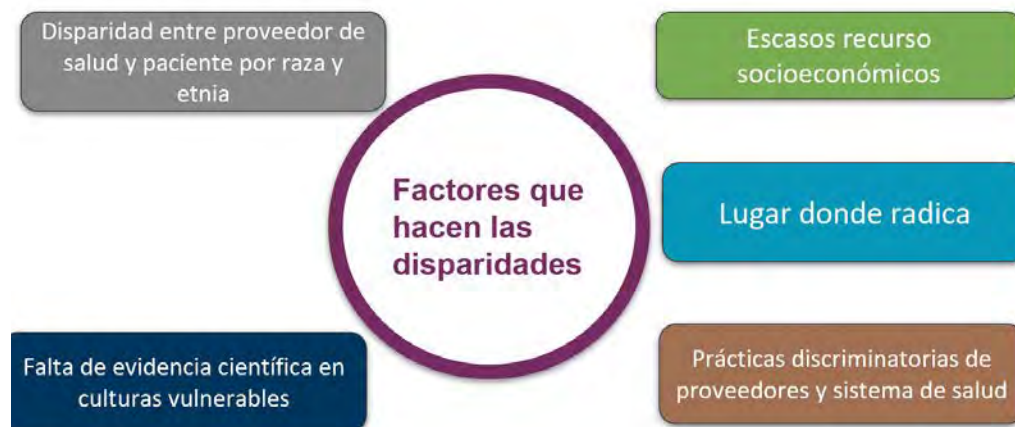 Disparidad entre proveedor de
salud y paciente por raza y
etnia
Escasos recurso
socioeconómicos
Factores que
hacen las
disparidades
Lugar donde radica
Falta de evidencia científica en
culturas vulnerables
Prácticas discriminatorias de
proveedores y sistema de salud